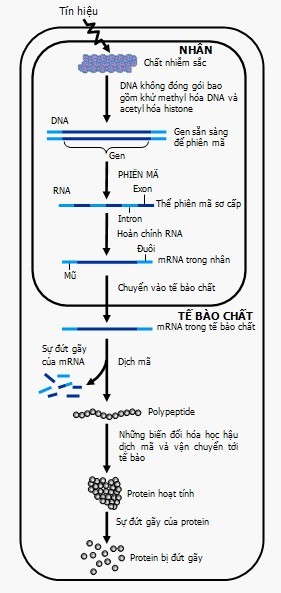 Tín hiệu
NHÂN
Chất nhiễm sắc
DNA không đóng gói bao
gồm khử methyl hóa DNA và
acetyl hóa histone
DNA
Gen sẵn sàng
để phiên mã
Gen
PHIÊN MÃ
Exon
RNA
Thể phiên mã sơ cấp
Intron
Hoàn chỉnh RNA
Đuôi
mRNA trong nhân
Mũ
Chuyển vào tế bào chất
TẾ BÀO CHẤT
mRNA trong tế bào chất
Sự đứt gãy
của mRNA
Dịch mã
Polypeptide
Những biến đổi hóa học hậu
dịch mã và vận chuyển tới
tế bào
Protein hoạt tính
Sự đứt gãy của protein
Protein bị đứt gãy